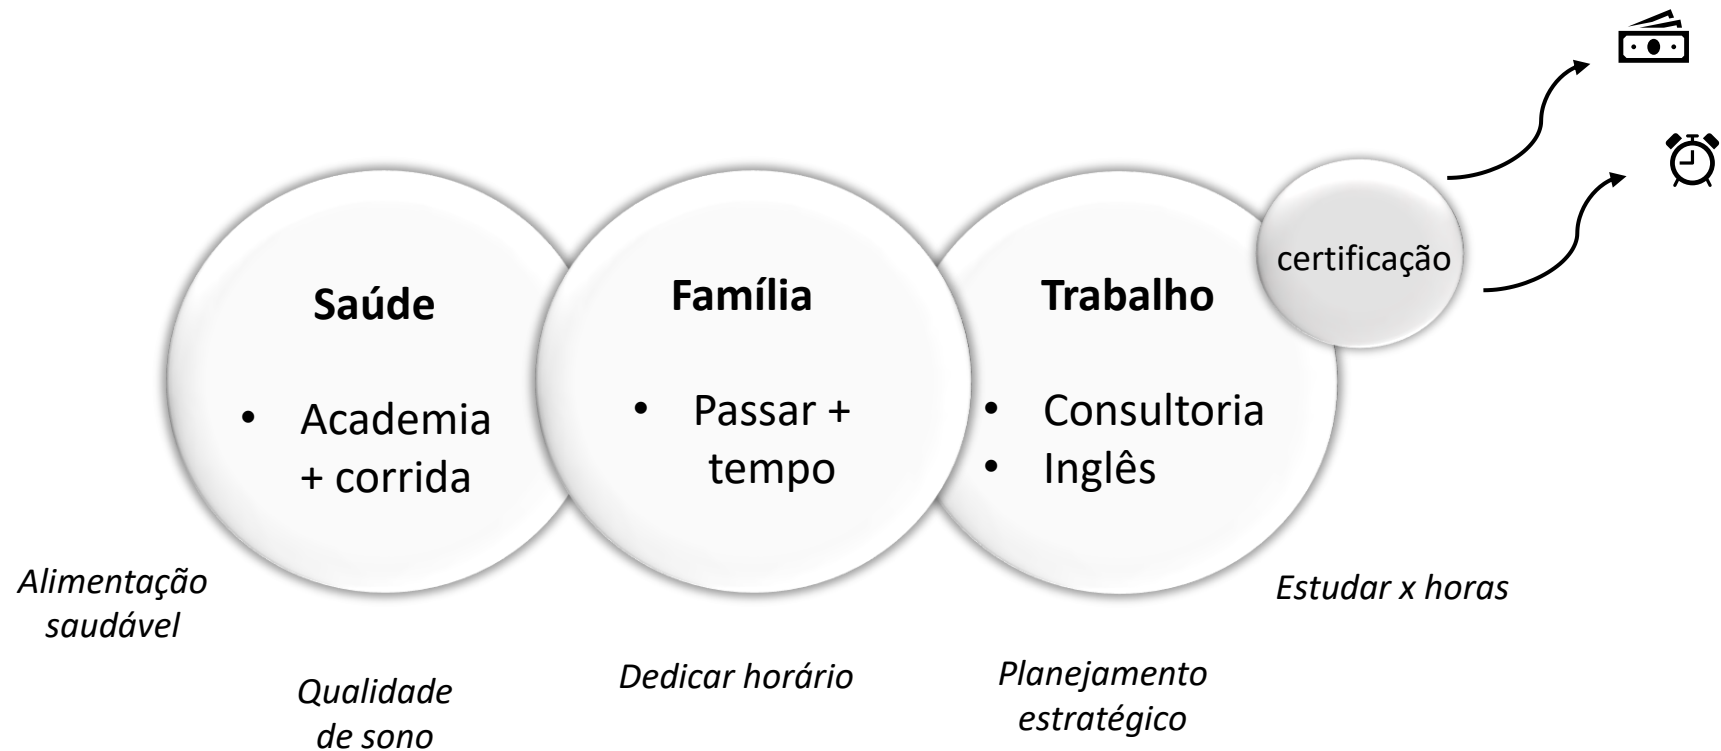 Saúde
• Academia
+ corrida
Família
• Passar +
tempo
Trabalho
• Consultoria
• Inglês
certificação
Alimentação
saudável
Qualidade
de sono
Dedicar horário
Planejamento
estratégico
Estudar x horas